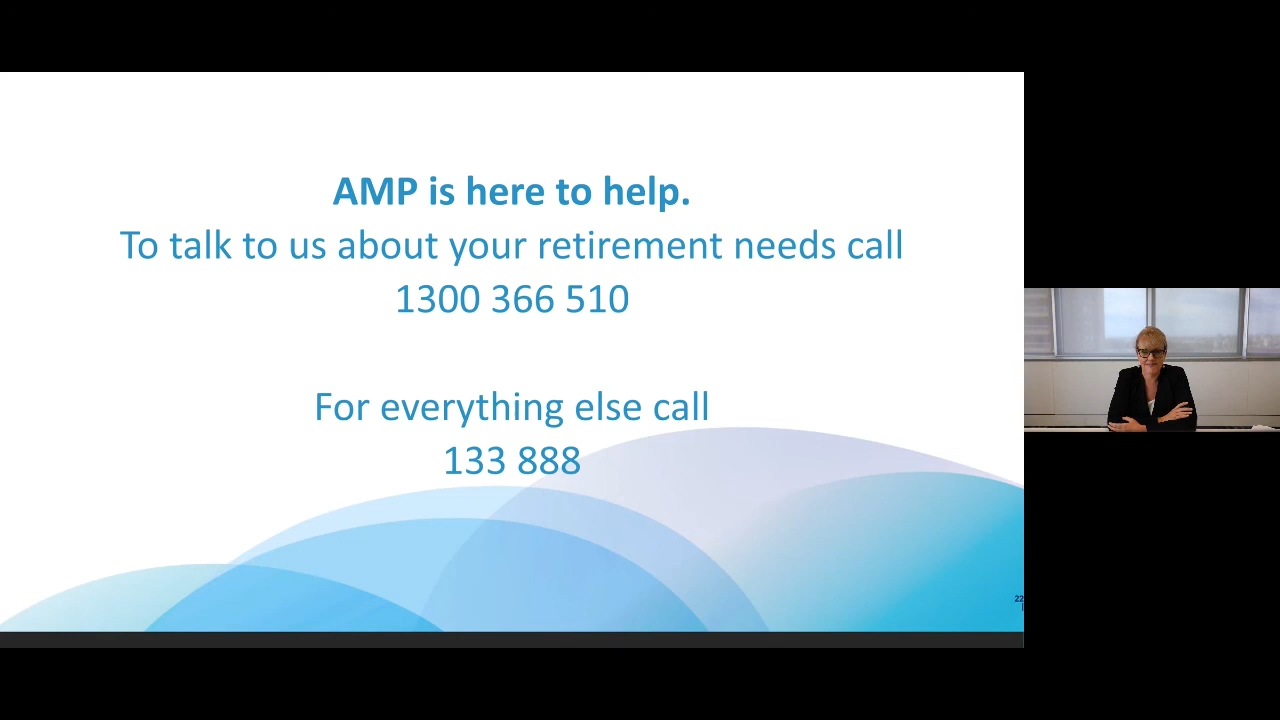 AMP is here to help.
To talk to us about your retirement needs call
1300 366 510
For everything else call
133 888
22